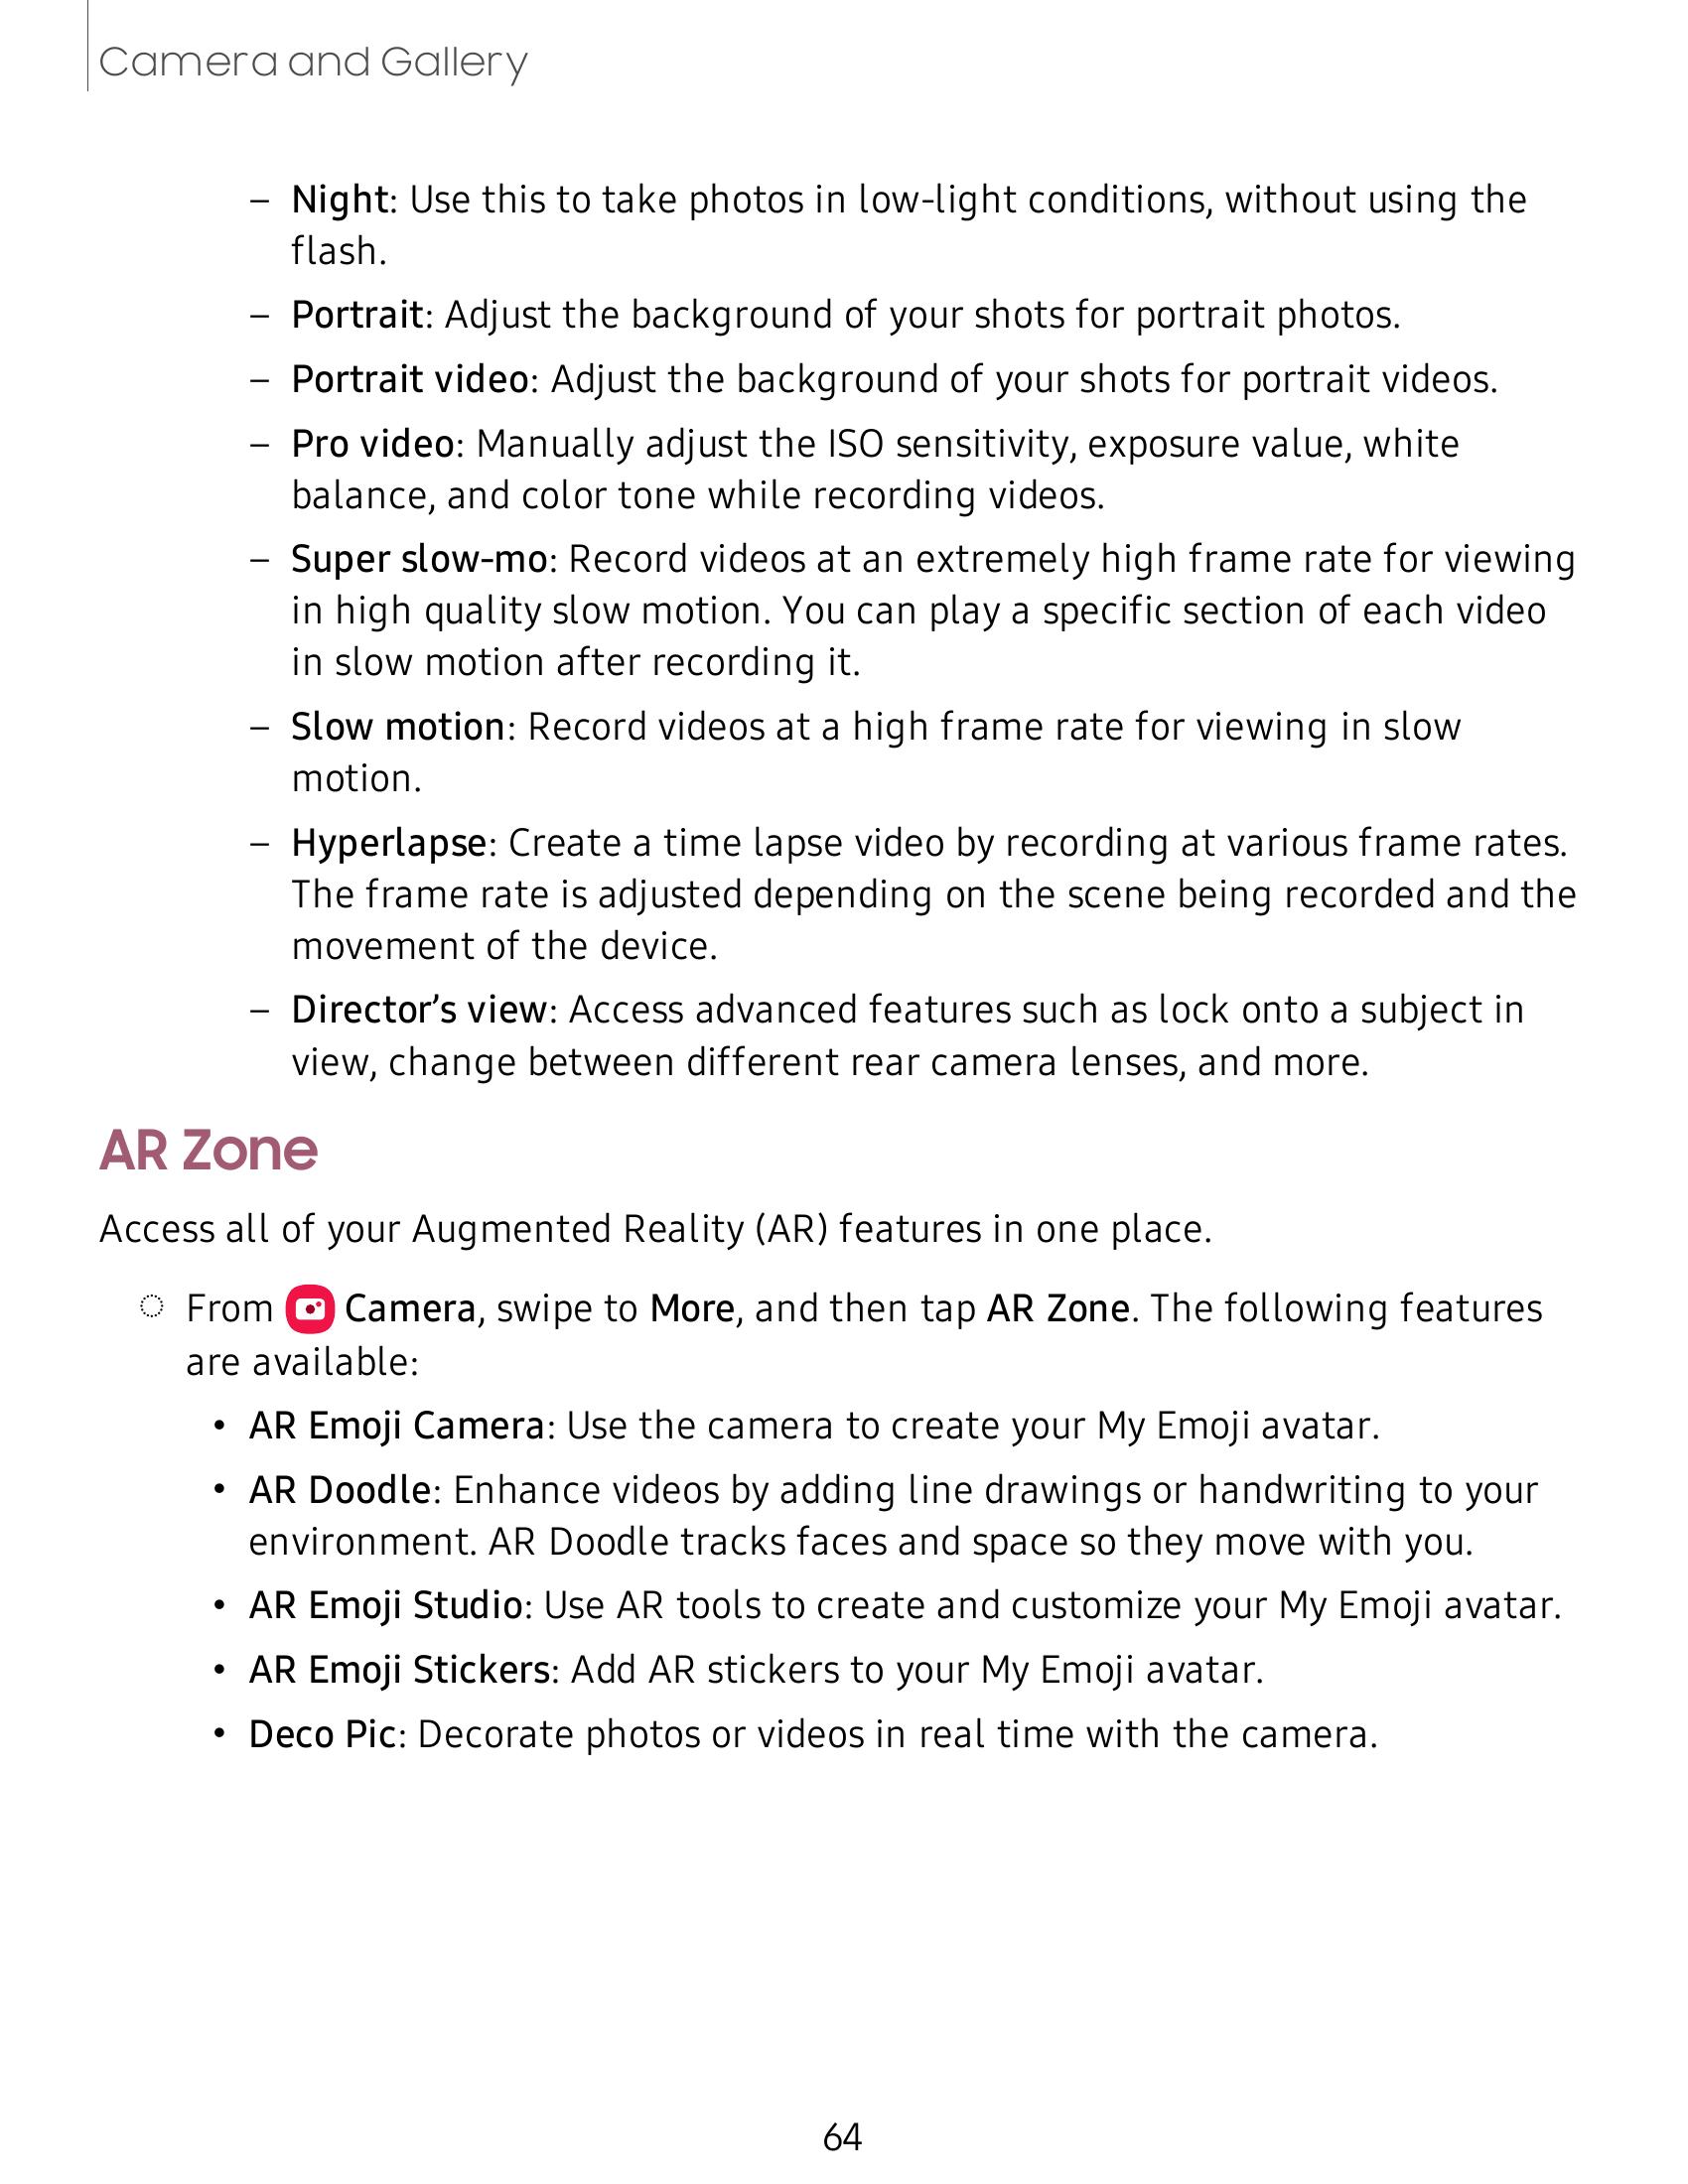 Camera and Gallery
– Night: Use this to take photos in low-light conditions, without using the
flash.
– Portrait: Adjust the background of your shots for portrait photos.
– Portrait video: Adjust the background of your shots for portrait videos.
– Pro video: Manually adjust the ISO sensitivity, exposure value, white
balance, and color tone while recording videos.
– Super slow-mo: Record videos at an extremely high frame rate for viewing
in high quality slow motion. You can play a specific section of each video
in slow motion after recording it.
– Slow motion: Record videos at a high frame rate for viewing in slow
motion.
– Hyperlapse: Create a time lapse video by recording at various frame rates.
The frame rate is adjusted depending on the scene being recorded and the
movement of the device.
– Director’s view: Access advanced features such as lock onto a subject in
view, change between different rear camera lenses, and more.
AR Zone
Access all of your Augmented Reality (AR) features in one place.
From Camera, swipe to More, and then tap AR Zone. The following features
are available:
• AR Emoji Camera: Use the camera to create your My Emoji avatar.
• AR Doodle: Enhance videos by adding line drawings or handwriting to your
environment. AR Doodle tracks faces and space so they move with you.
• AR Emoji Studio: Use AR tools to create and customize your My Emoji avatar.
• AR Emoji Stickers: Add AR stickers to your My Emoji avatar.
• Deco Pic: Decorate photos or videos in real time with the camera.
64